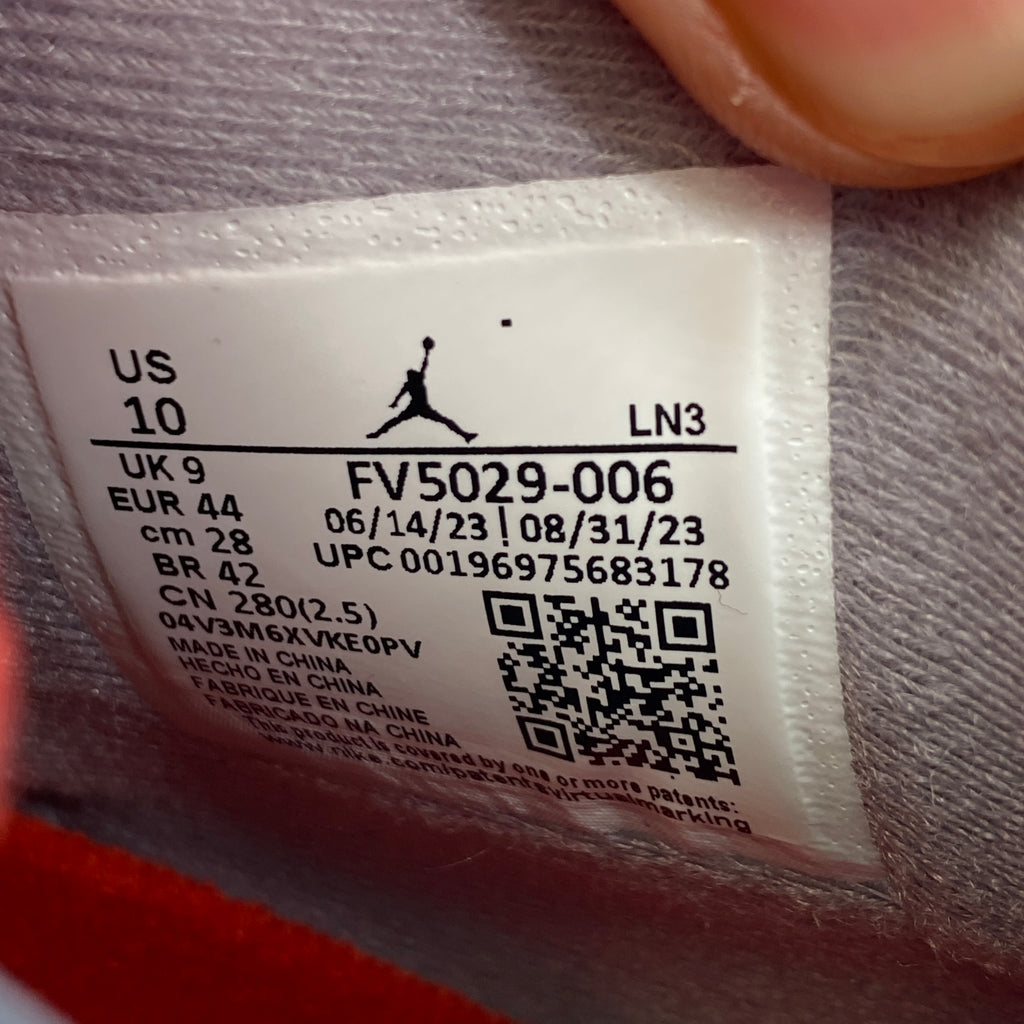 US
10
LN3
UK 9
FV5029-006
EUR 44
06/14/23 | 08/31/23
cm 28
UPC 00196975683178
BR 42
CN 280(2.5)
04V3M6XVKE0PV
MADE IN CHINA
HECHO EN CHINA
FABRIQUE EN CHINE
FABRICADO NA CHINA
This product is covered by one or more patents:
www.nike.com/patentsvirtualmarking